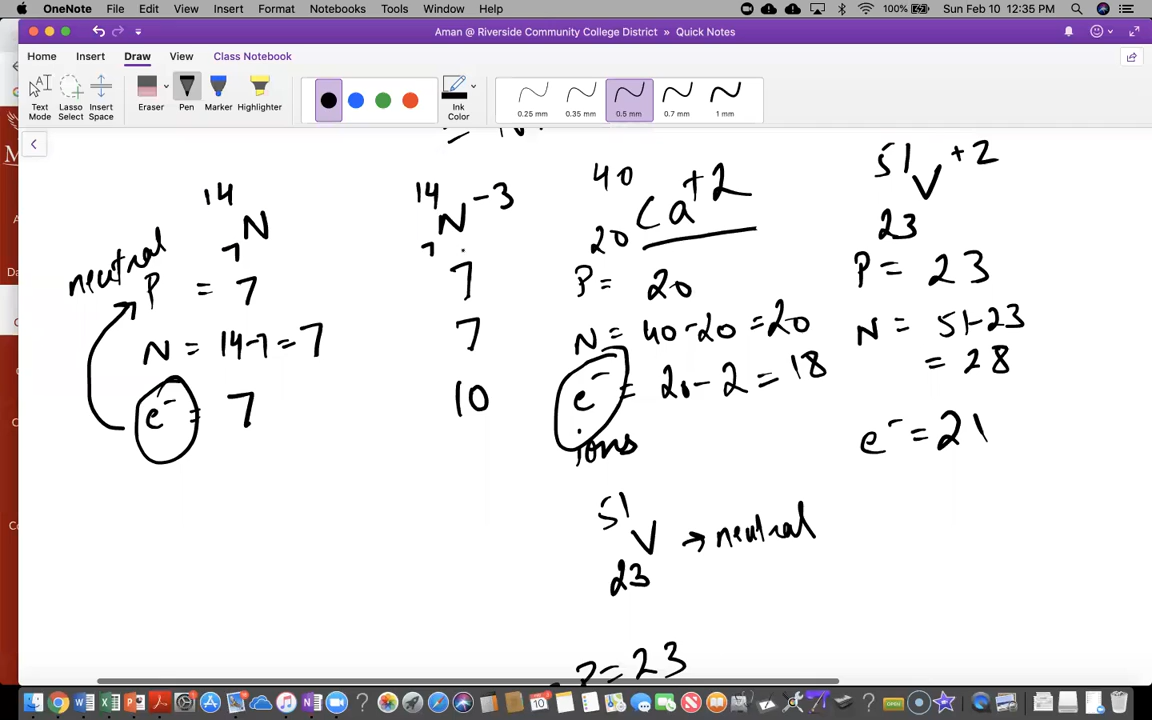 OneNote File Edit View Insert Format Notebooks Tools Window Help 100% Sun Feb 10 12:35 PM
Aman @ Riverside Community College District » Quick Notes
Home Insert Draw View Class Notebook
Text Mode
Lasso Select
Insert Space
Eraser
Pen
Marker
Highlighter
Ink Color
0.25 mm
0.35 mm
0.5 mm
0.7 mm
1 mm
14
N
7
neutral
P = 7
N = 14-7 = 7
e⁻ = 7
14 N -3
7
7
7
10
40
Ca +2
20
P = 20
N = 40-20 = 20
e⁻ = 20-2 = 18
ions
51 V +2
23
P = 23
N = 51-23
= 28
e⁻ = 21
51
V → neutral
23
P = 23